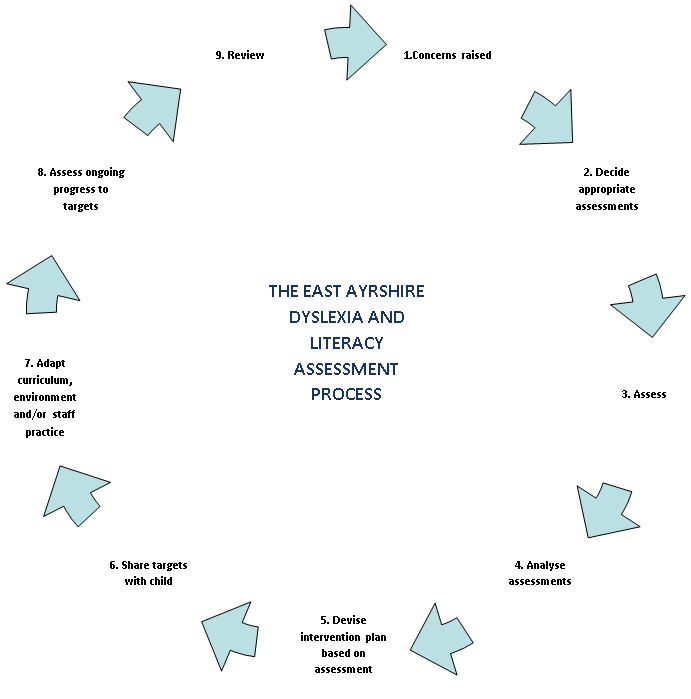 9. Review
1.Concerns raised
2. Decide
appropriate
assessments
3. Assess
4. Analyse
assessments
5. Devise
intervention plan
based on
assessment
6. Share targets
with child
7. Adapt
curriculum,
environment
and/or staff
practice
8. Assess ongoing
progress to
targets
THE EAST AYRSHIRE
DYSLEXIA AND
LITERACY
ASSESSMENT
PROCESS